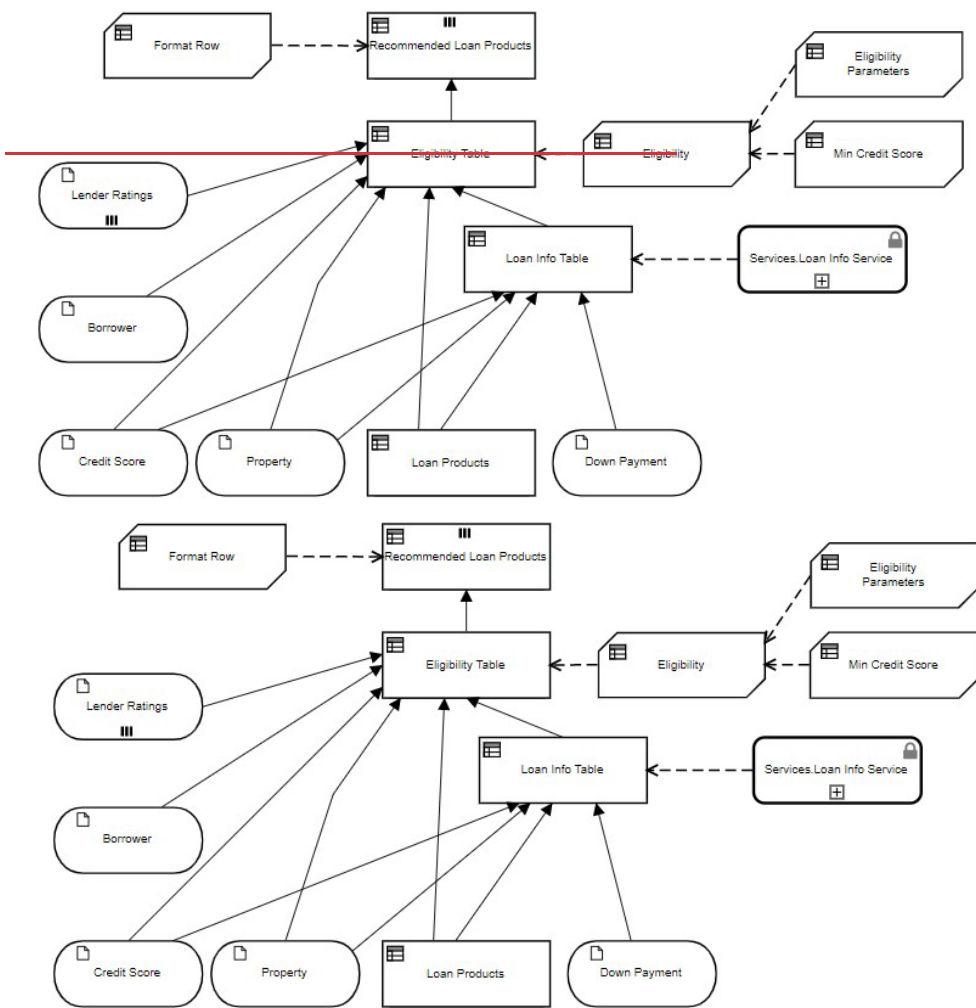 Format Row
Recommended Loan Products
Eligibility
Parameters
Eligibility Table
Eligibility
Min Credit Score
Lender Ratings
Loan Info Table
Services.Loan Info Service
Borrower
Credit Score
Property
Loan Products
Down Payment
Format Row
Recommended Loan Products
Eligibility
Parameters
Eligibility Table
Eligibility
Min Credit Score
Lender Ratings
Loan Info Table
Services.Loan Info Service
Borrower
Credit Score
Property
Loan Products
Down Payment